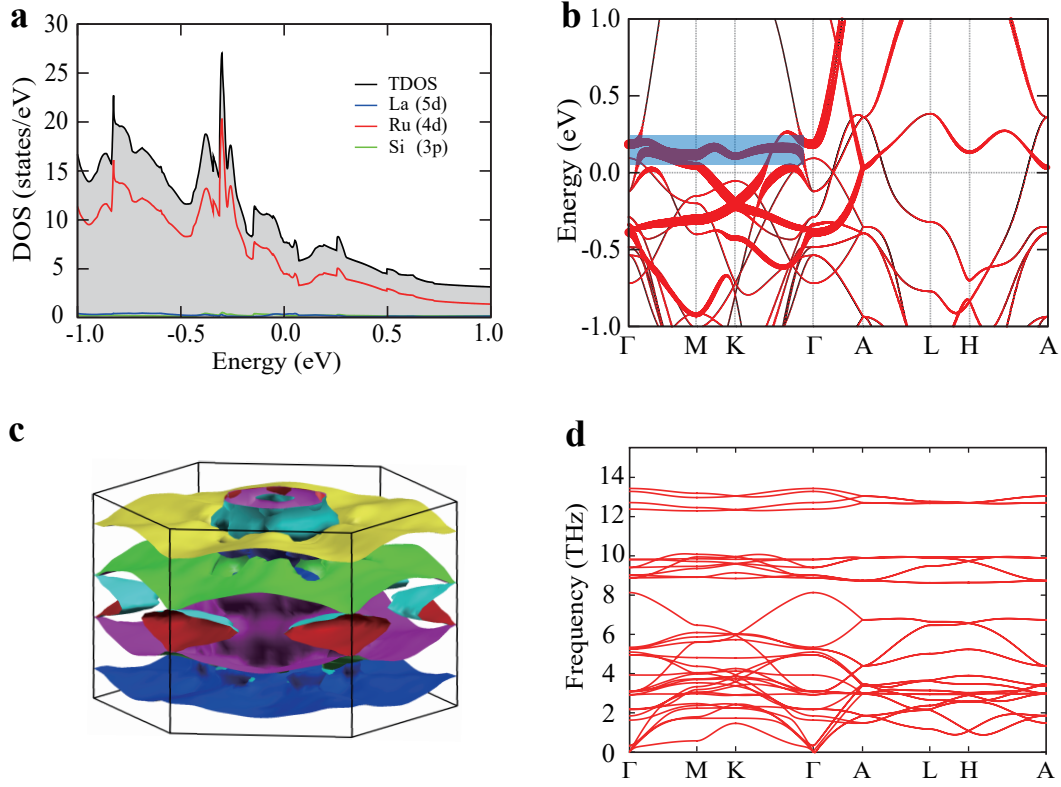 a
DOS (states/eV)
30
25
20
15
10
5
0
-1.0 -0.5 0.0 0.5 1.0
Energy (eV)
TDOS
La (5d)
Ru (4d)
Si (3p)
b
Energy (eV)
1.0
0.5
0.0
-0.5
-1.0
Γ M K Γ A L H A
c
d
Frequency (THz)
14
12
10
8
6
4
2
0
Γ M K Γ A L H A